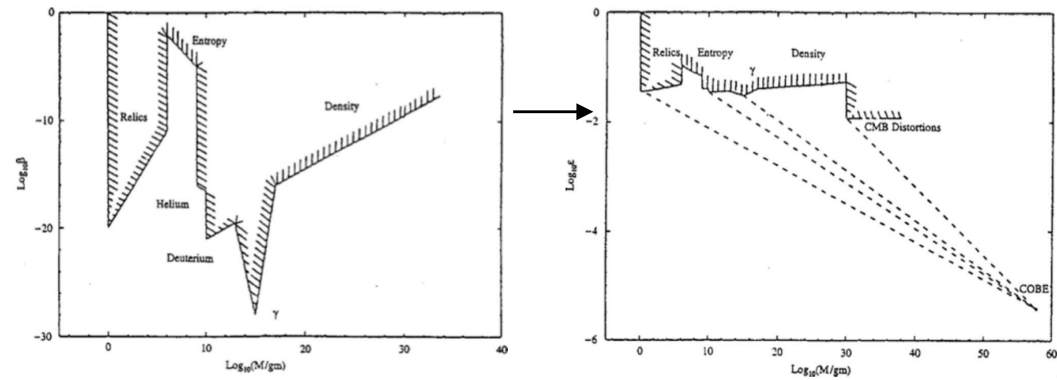 0
Entropy
Relics
Density
-10
Log₁₀β
Helium
-20
Deuterium
γ
-30
0 10 20 30 40
Log₁₀(M/gm)
0
Relics Entropy Density
γ
-2
CMB Distortions
Log₁₀ε
-4
COBE
-6
0 10 20 30 40 50 60
Log₁₀(M/gm)